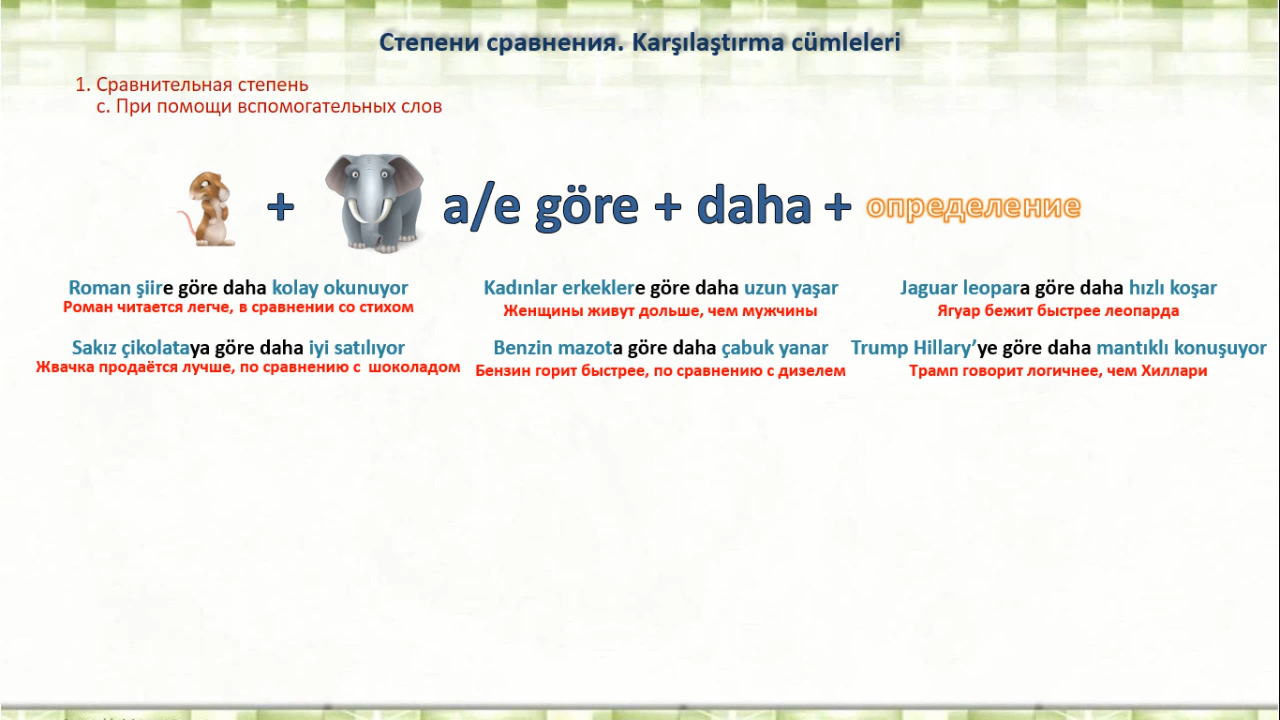 Степени сравнения. Karşılaştırma cümleleri
1. Сравнительная степень
с. При помощи вспомогательных слов
+ a/e göre + daha + определение
Roman şiire göre daha kolay okunuyor
Роман читается легче, в сравнении со стихом
Kadınlar erkeklere göre daha uzun yaşar
Женщины живут дольше, чем мужчины
Jaguar leopara göre daha hızlı koşar
Ягуар бежит быстрее леопарда
Sakız çikolataya göre daha iyi satılıyor
Жвачка продаётся лучше, по сравнению с шоколадом
Benzin mazota göre daha çabuk yanar
Бензин горит быстрее, по сравнению с дизелем
Trump Hillary’ye göre daha mantıklı konuşuyor
Трамп говорит логичнее, чем Хиллари